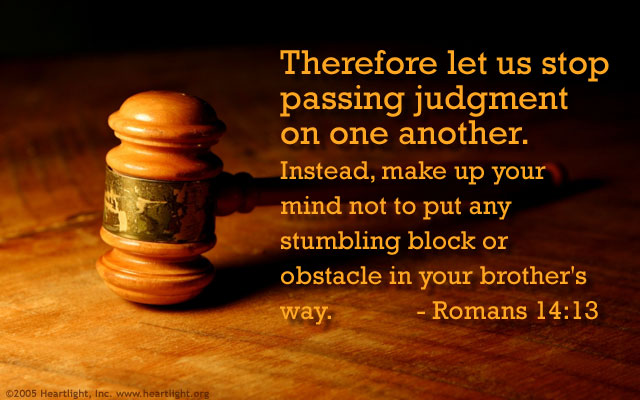 Therefore let us stop
passing judgment
on one another.
Instead, make up your
mind not to put any
stumbling block or
obstacle in your brother's
way. - Romans 14:13
©2005 Heartlight, Inc. www.heartlight.org